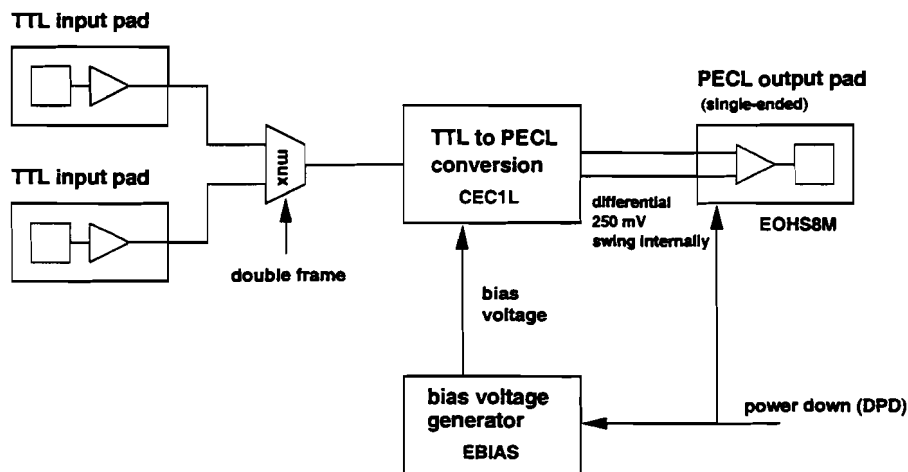 TTL input pad
TTL input pad
mux
double frame
TTL to PECL
conversion
CEC1L
bias
voltage
bias voltage
generator
EBIAS
differential
250 mV
swing internally
PECL output pad
(single-ended)
EOHS8M
power down (DPD)